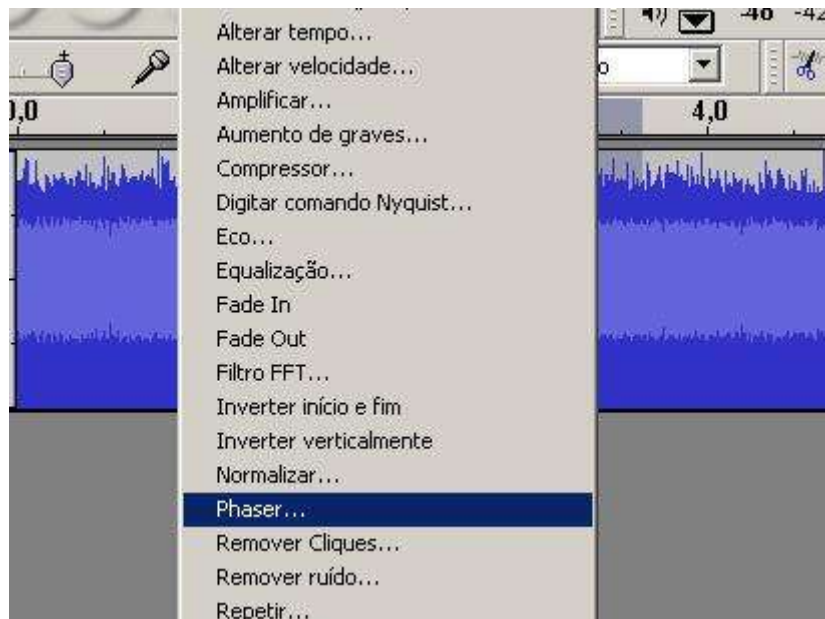 Alterar tempo...
-48 -42
Alterar velocidade...
o
Amplificar...
0,0
4,0
Aumento de graves...
Compressor...
Digitar comando Nyquist...
Eco...
Equalização...
Fade In
Fade Out
Filtro FFT...
Inverter início e fim
Inverter verticalmente
Normalizar...
Phaser...
Remover Cliques...
Remover ruído...
Repetir...